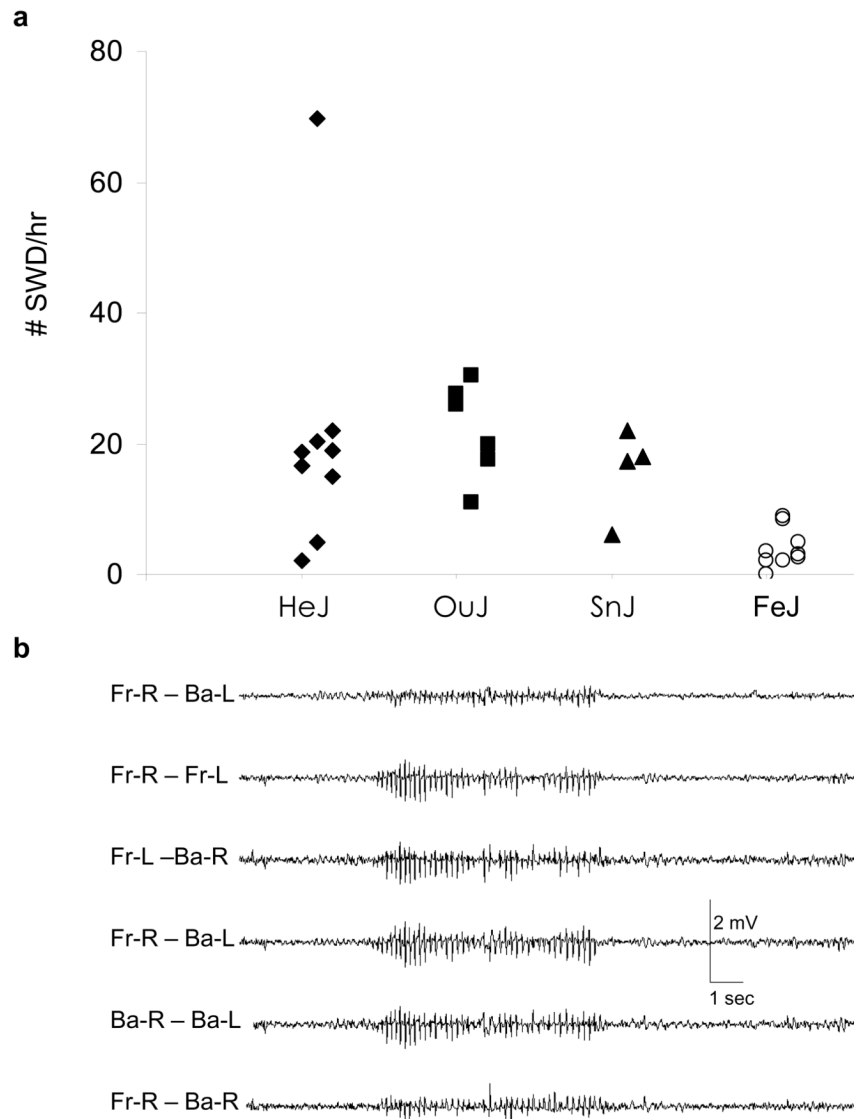 a
80
60
40
20
0
# SWD/hr
HeJ OuJ SnJ FeJ
b
Fr-R – Ba-L
Fr-R – Fr-L
Fr-L –Ba-R
Fr-R – Ba-L
2 mV
1 sec
Ba-R – Ba-L
Fr-R – Ba-R